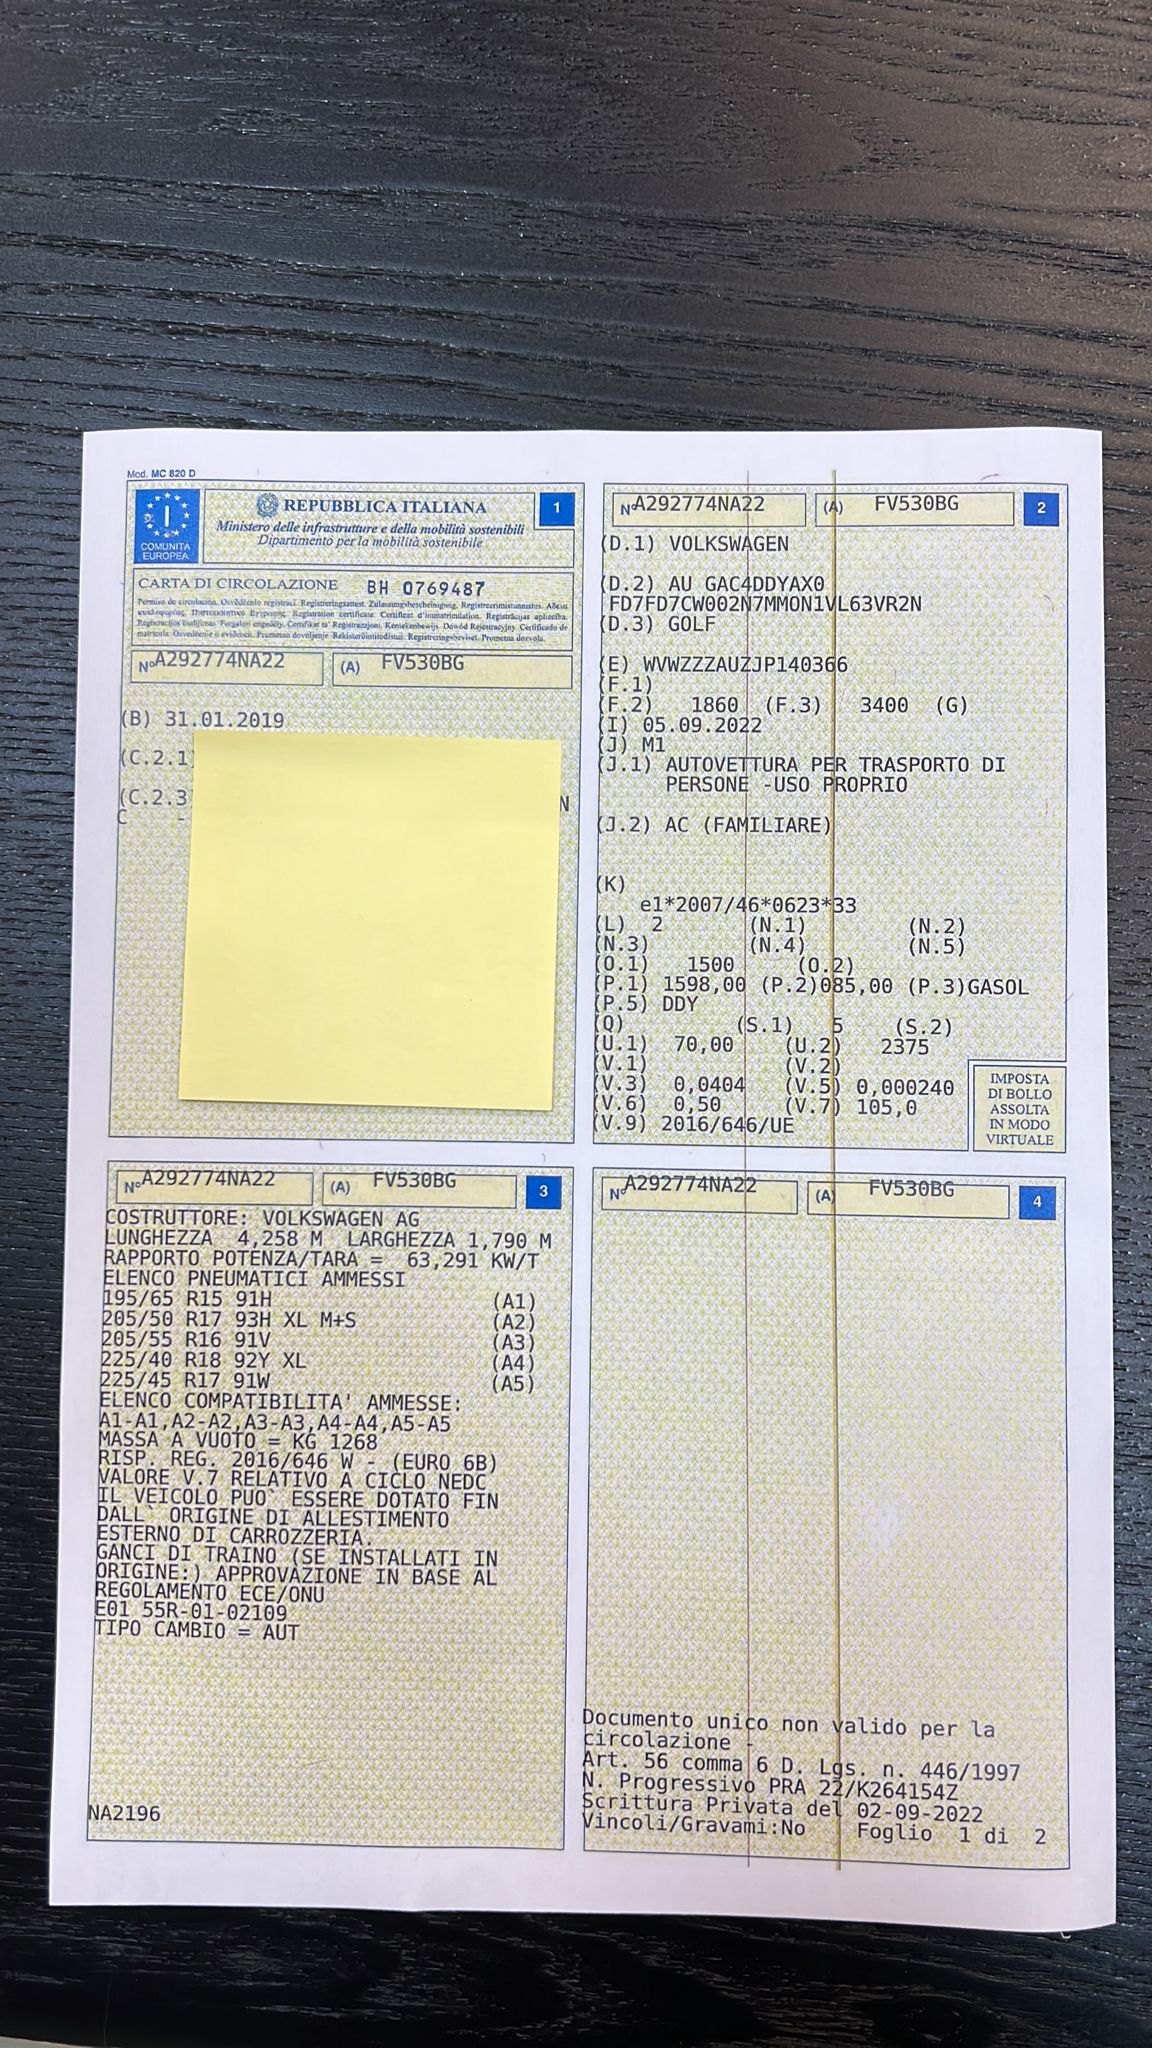 Mod. MC 820 D
REPUBBLICA ITALIANA
Ministero delle infrastrutture e della mobilità sostenibili
Dipartimento per la mobilità sostenibile
1
I
COMUNITA
EUROPEA
CARTA DI CIRCOLAZIONE BH 0769487
N° A292774NA22 (A) FV530BG
(B) 31.01.2019
(C.2.1)
(C.2.3
N
C -
N° A292774NA22 (A) FV530BG 2
(D.1) VOLKSWAGEN
(D.2) AU GAC4DDYAX0
FD7FD7CW002N7MMON1VL63VR2N
(D.3) GOLF
(E) WVWZZZAUZJP140366
(F.1)
(F.2) 1860 (F.3) 3400 (G)
(I) 05.09.2022
(J) M1
(J.1) AUTOVETTURA PER TRASPORTO DI
PERSONE -USO PROPRIO
(J.2) AC (FAMILIARE)
(K)
e1*2007/46*0623*33
(L) 2 (N.1) (N.2)
(N.3) (N.4) (N.5)
(O.1) 1500 (O.2)
(P.1) 1598,00 (P.2)085,00 (P.3)GASOL
(P.5) DDY
(Q) (S.1) 5 (S.2)
(U.1) 70,00 (U.2) 2375
(V.1) (V.2)
(V.3) 0,0404 (V.5) 0,000240
(V.6) 0,50 (V.7) 105,0
(V.9) 2016/646/UE
IMPOSTA
DI BOLLO
ASSOLTA
IN MODO
VIRTUALE
N° A292774NA22 (A) FV530BG 3
COSTRUTTORE: VOLKSWAGEN AG
LUNGHEZZA 4,258 M LARGHEZZA 1,790 M
RAPPORTO POTENZA/TARA = 63,291 KW/T
ELENCO PNEUMATICI AMMESSI
195/65 R15 91H (A1)
205/50 R17 93H XL M+S (A2)
205/55 R16 91V (A3)
225/40 R18 92Y XL (A4)
225/45 R17 91W (A5)
ELENCO COMPATIBILITA' AMMESSE:
A1-A1,A2-A2,A3-A3,A4-A4,A5-A5
MASSA A VUOTO = KG 1268
RISP. REG. 2016/646 W - (EURO 6B)
VALORE V.7 RELATIVO A CICLO NEDC
IL VEICOLO PUO` ESSERE DOTATO FIN
DALL` ORIGINE DI ALLESTIMENTO
ESTERNO DI CARROZZERIA.
GANCI DI TRAINO (SE INSTALLATI IN
ORIGINE:) APPROVAZIONE IN BASE AL
REGOLAMENTO ECE/ONU
E01 55R-01-02109
TIPO CAMBIO = AUT
NA2196
N° A292774NA22 (A) FV530BG 4
Documento unico non valido per la
circolazione -
Art. 56 comma 6 D. Lgs. n. 446/1997
N. Progressivo PRA 22/K264154Z
Scrittura Privata del 02-09-2022
Vincoli/Gravami:No Foglio 1 di 2